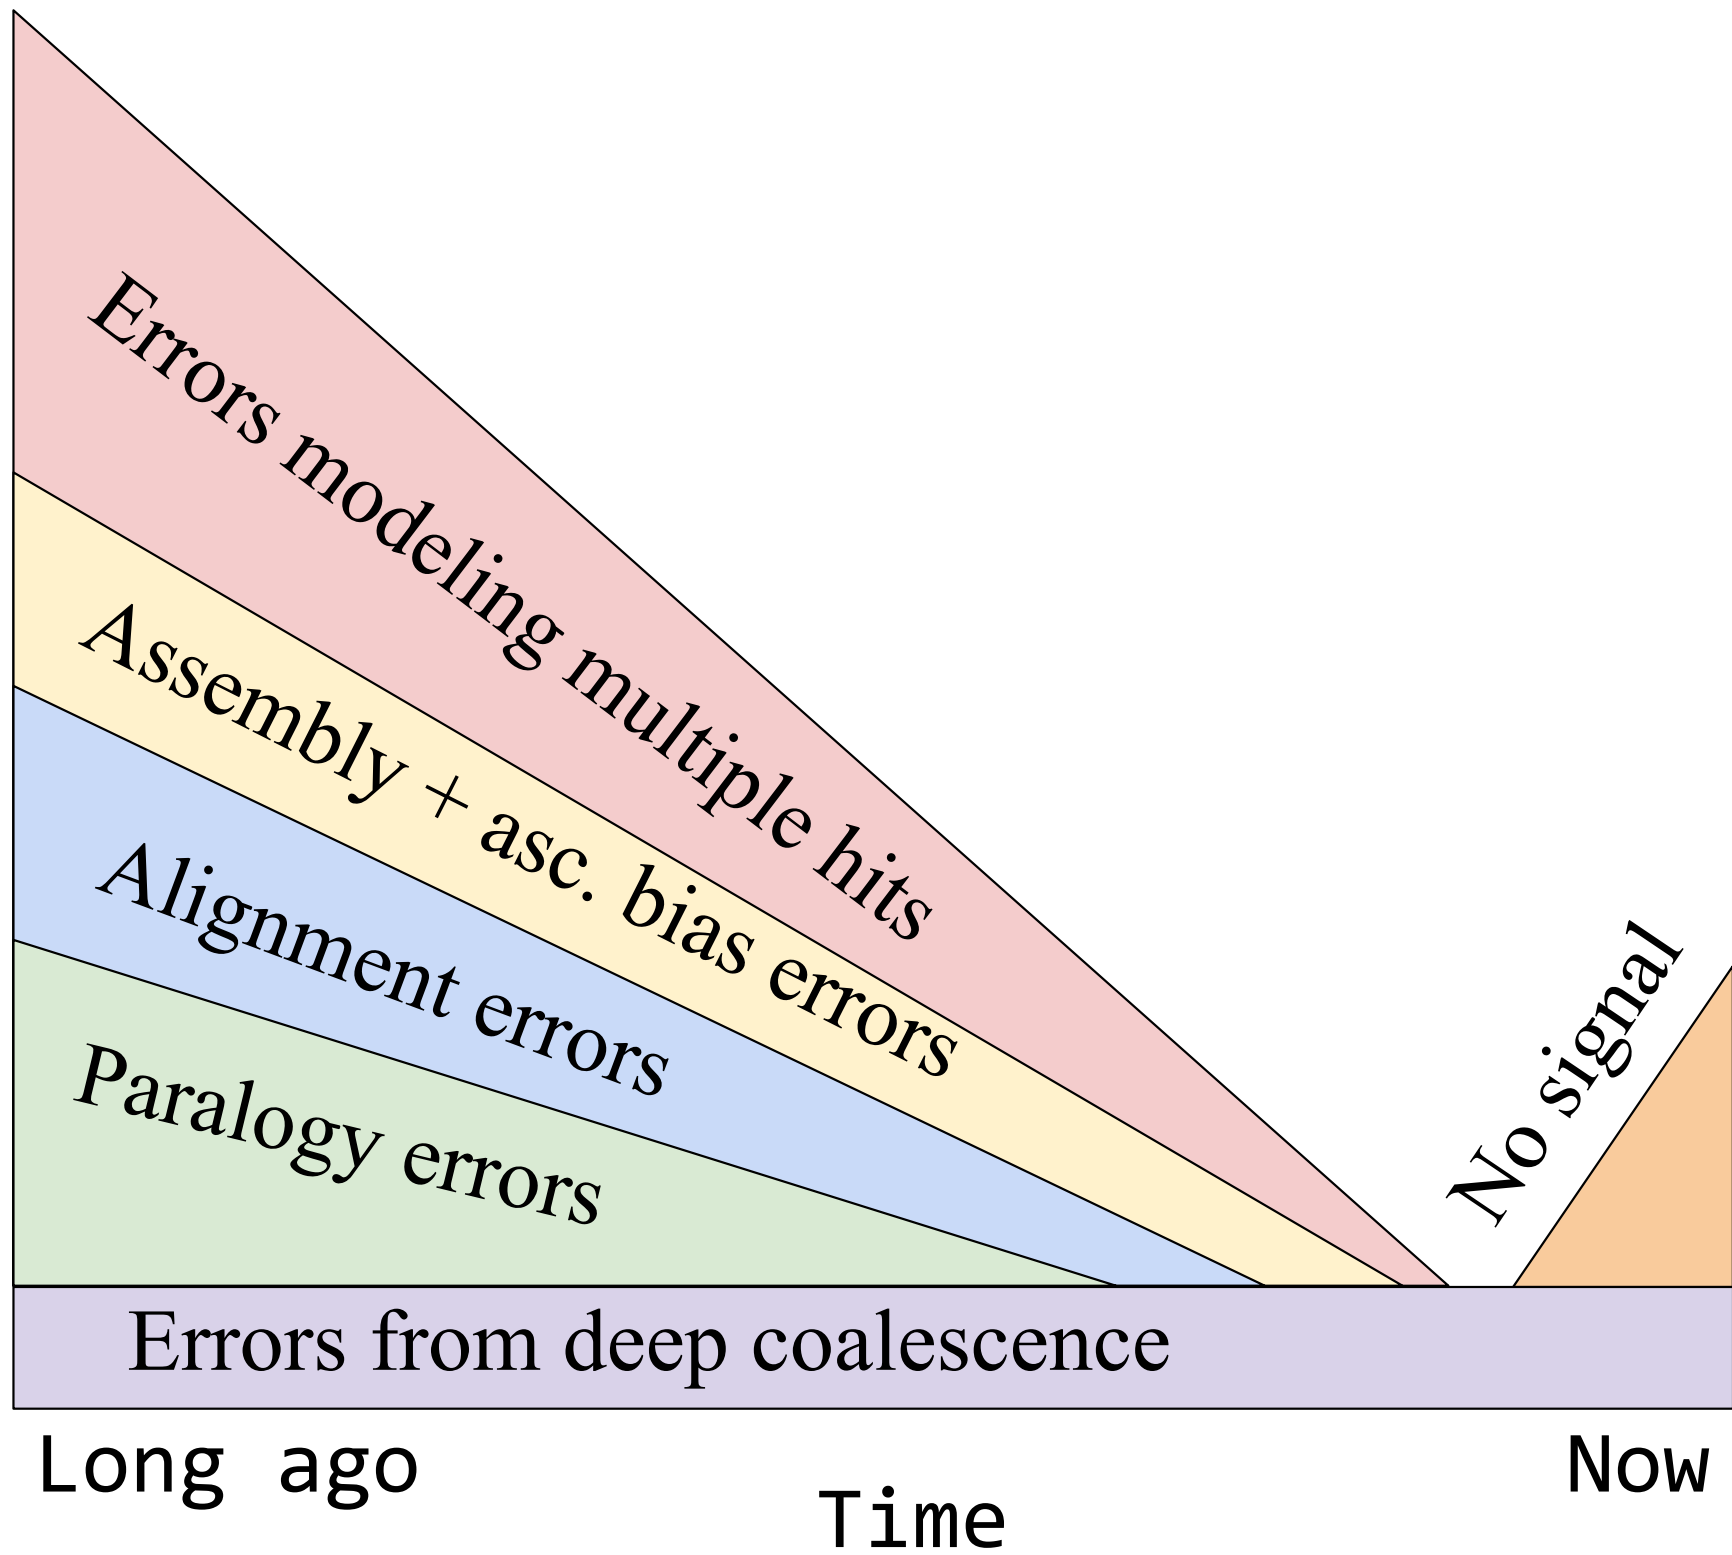 Errors modeling multiple hits
Assembly + asc. bias errors
Alignment errors
Paralogy errors
No signal
Errors from deep coalescence
Long ago
Now
Time